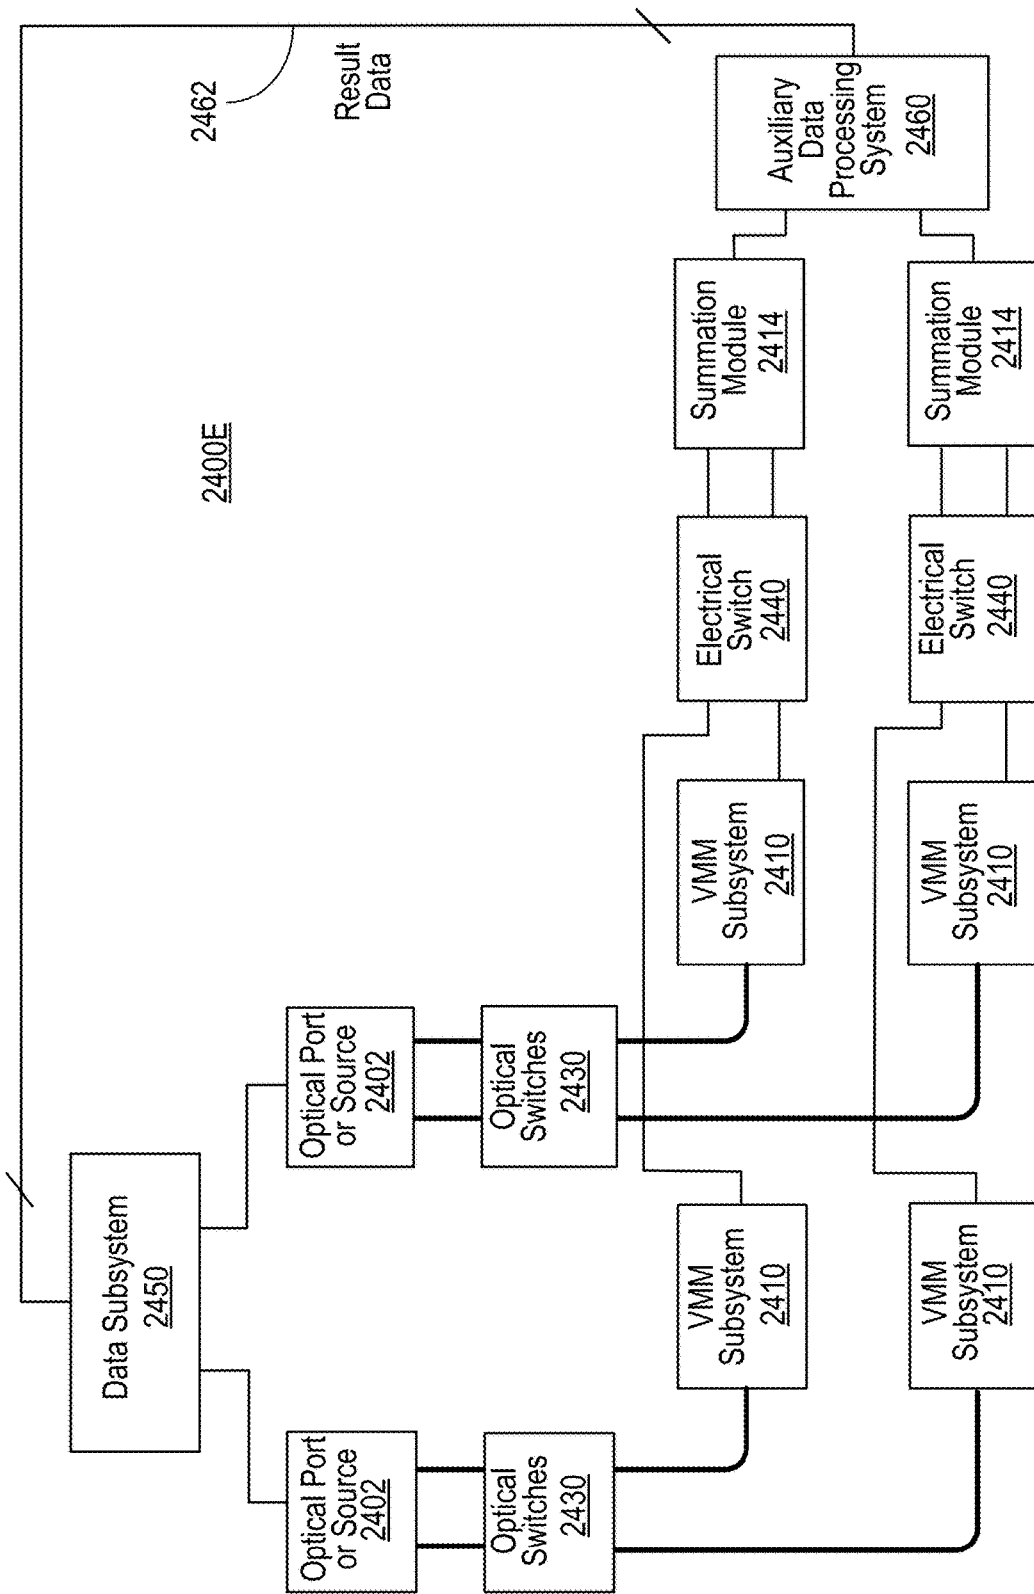 Data Subsystem
2450
2462
2400E
Result
Data
Optical Port
or Source
2402
Optical Port
or Source
2402
Optical
Switches
2430
Optical
Switches
2430
VMM
Subsystem
2410
VMM
Subsystem
2410
Electrical
Switch
2440
Summation
Module
2414
Auxiliary
Data
Processing
System
2460
VMM
Subsystem
2410
VMM
Subsystem
2410
Electrical
Switch
2440
Summation
Module
2414